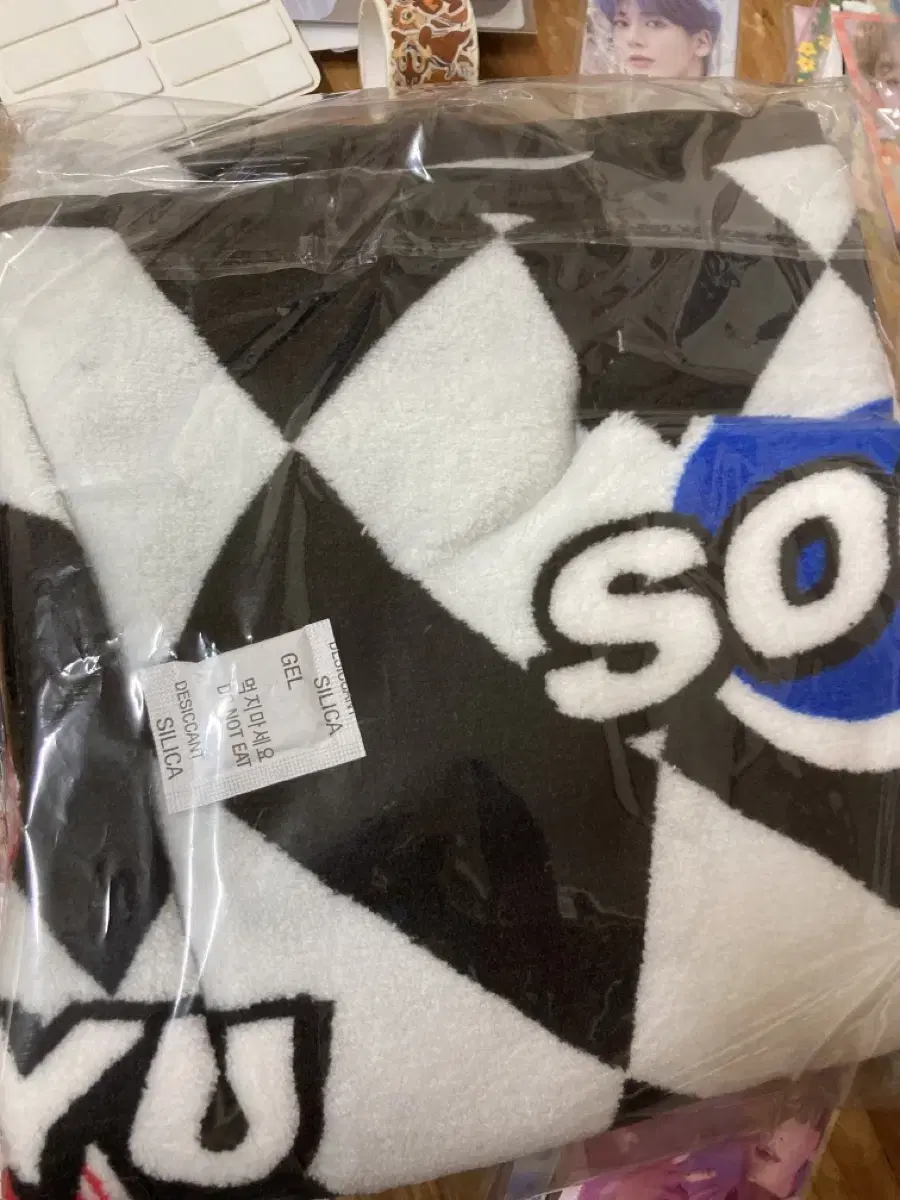 SO
DESICCANT
SILICA
GEL
먹지마세요
DO NOT EAT
DESICCANT
SILICA
YU